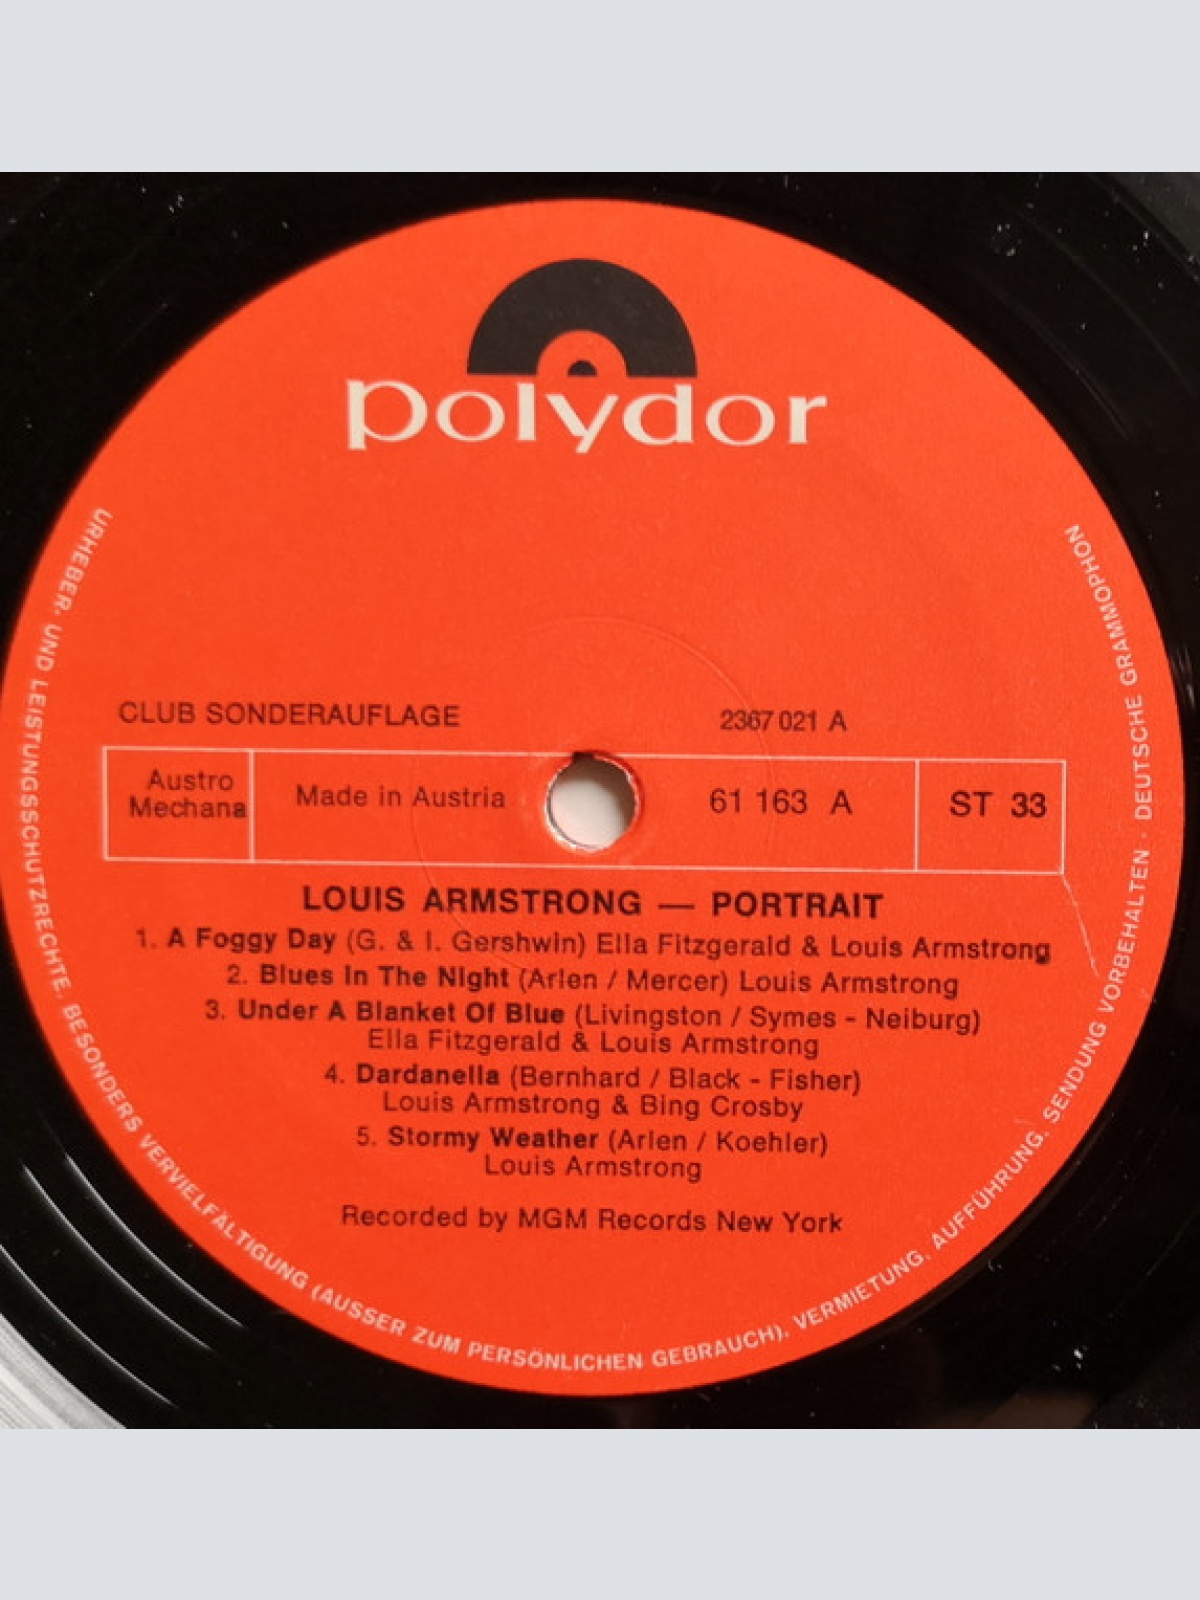 polydor
CLUB SONDERAUFLAGE
2367 021 A
Austro
Mechana
Made in Austria
61 163 A
ST 33
LOUIS ARMSTRONG — PORTRAIT
1. A Foggy Day (G. & I. Gershwin) Ella Fitzgerald & Louis Armstrong
2. Blues In The Night (Arlen / Mercer) Louis Armstrong
3. Under A Blanket Of Blue (Livingston / Symes - Neiburg)
Ella Fitzgerald & Louis Armstrong
4. Dardanella (Bernhard / Black - Fisher)
Louis Armstrong & Bing Crosby
5. Stormy Weather (Arlen / Koehler)
Louis Armstrong
Recorded by MGM Records New York
URHEBER- UND LEISTUNGSSCHUTZRECHTE, BESONDERS VERVIELFÄLTIGUNG (AUSSER ZUM PERSÖNLICHEN GEBRAUCH), VERMIETUNG, AUFFÜHRUNG, SENDUNG VORBEHALTEN · DEUTSCHE GRAMMOPHON